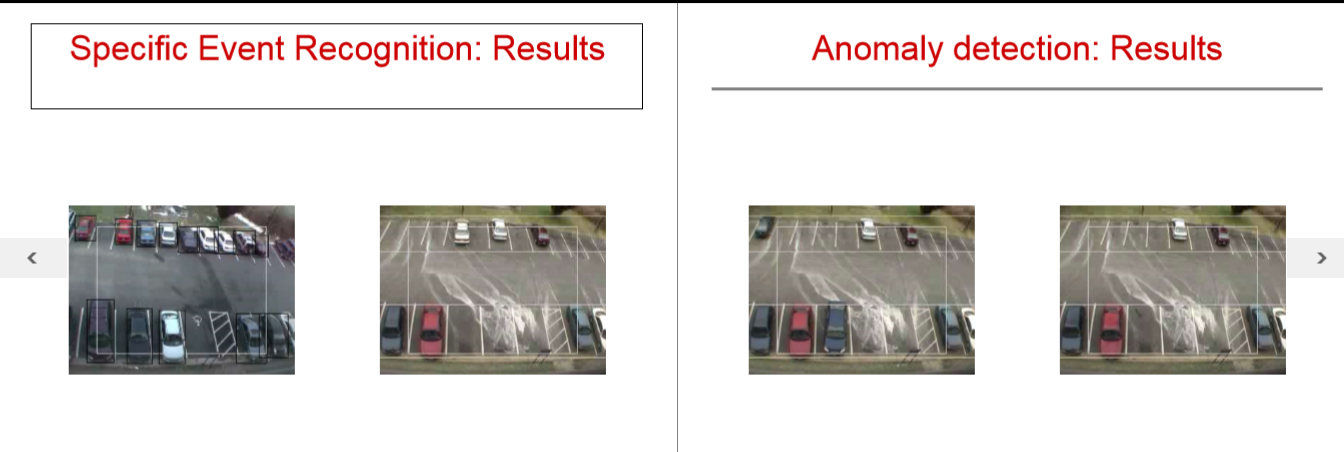 Specific Event Recognition: Results
Anomaly detection: Results